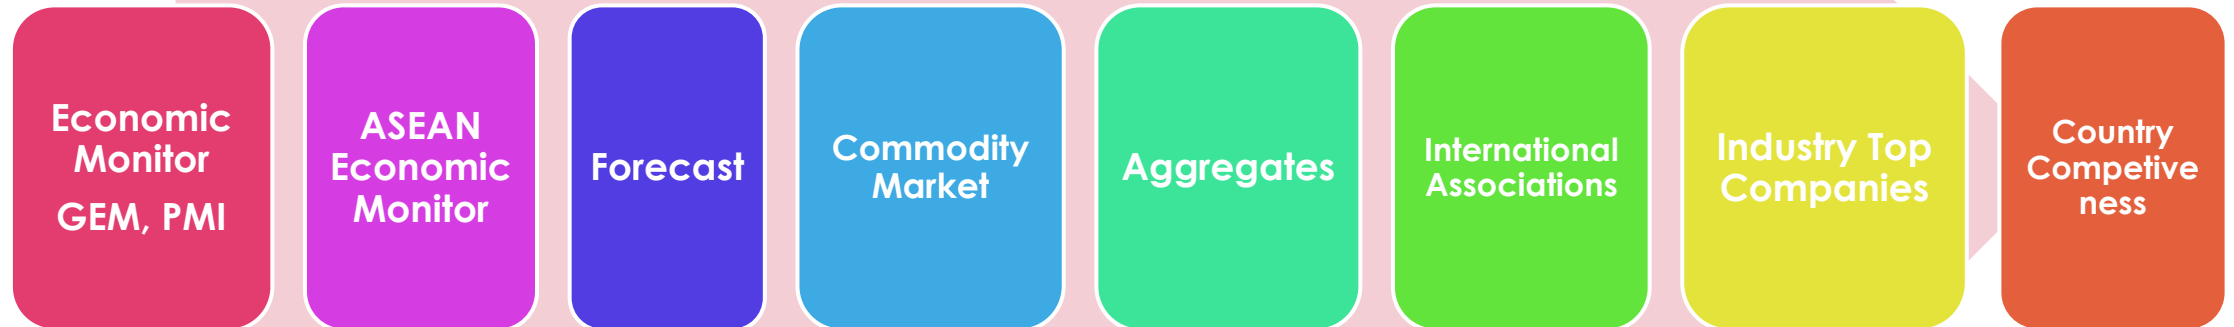 Economic
Monitor
GEM, PMI
ASEAN
Economic
Monitor
Forecast
Commodity
Market
Aggregates
International
Associations
Industry Top
Companies
Country
Competive
ness